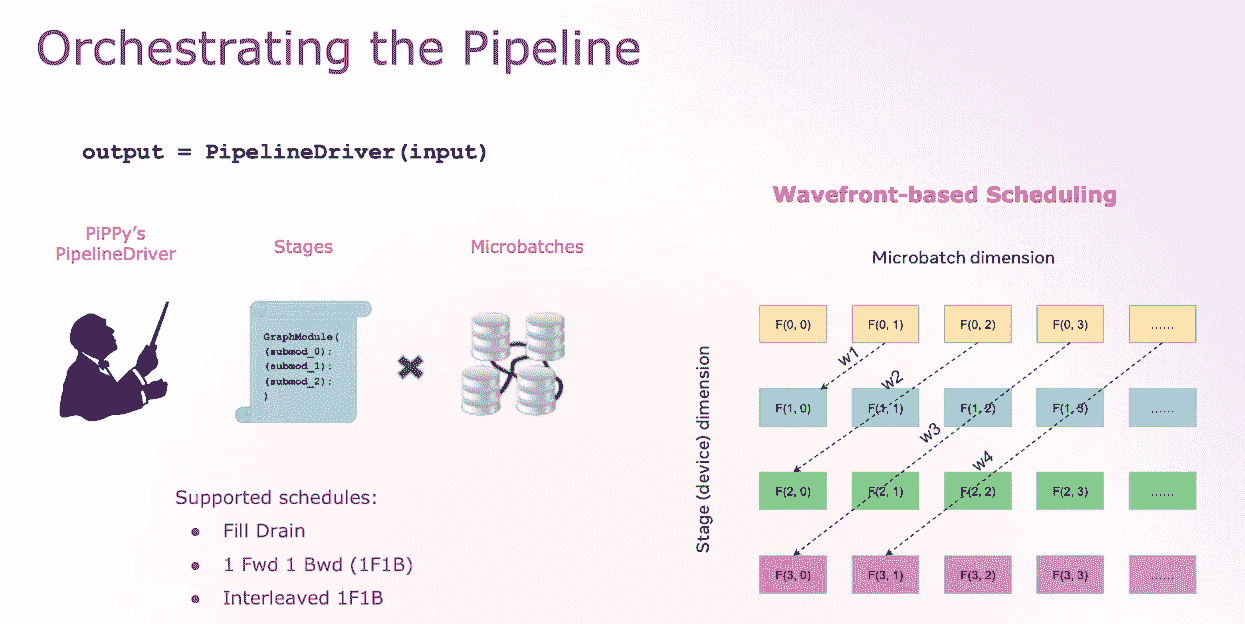 Orchestrating the Pipeline
output = PipelineDriver(input)
PiPPy's
PipelineDriver
Stages
Microbatches
GraphModule(
(submod_0):
(submod_1):
(submod_2):
)
Supported schedules:
Fill Drain
1 Fwd 1 Bwd (1F1B)
Interleaved 1F1B
Wavefront-based Scheduling
Microbatch dimension
Stage (device) dimension
F(0, 0) F(0, 1) F(0, 2) F(0, 3) ......
w1
w2
F(1, 0) F(1, 1) F(1, 2) F(1, 3) ......
w3
w4
F(2, 0) F(2, 1) F(2, 2) F(2, 3) ......
F(3, 0) F(3, 1) F(3, 2) F(3, 3) ......